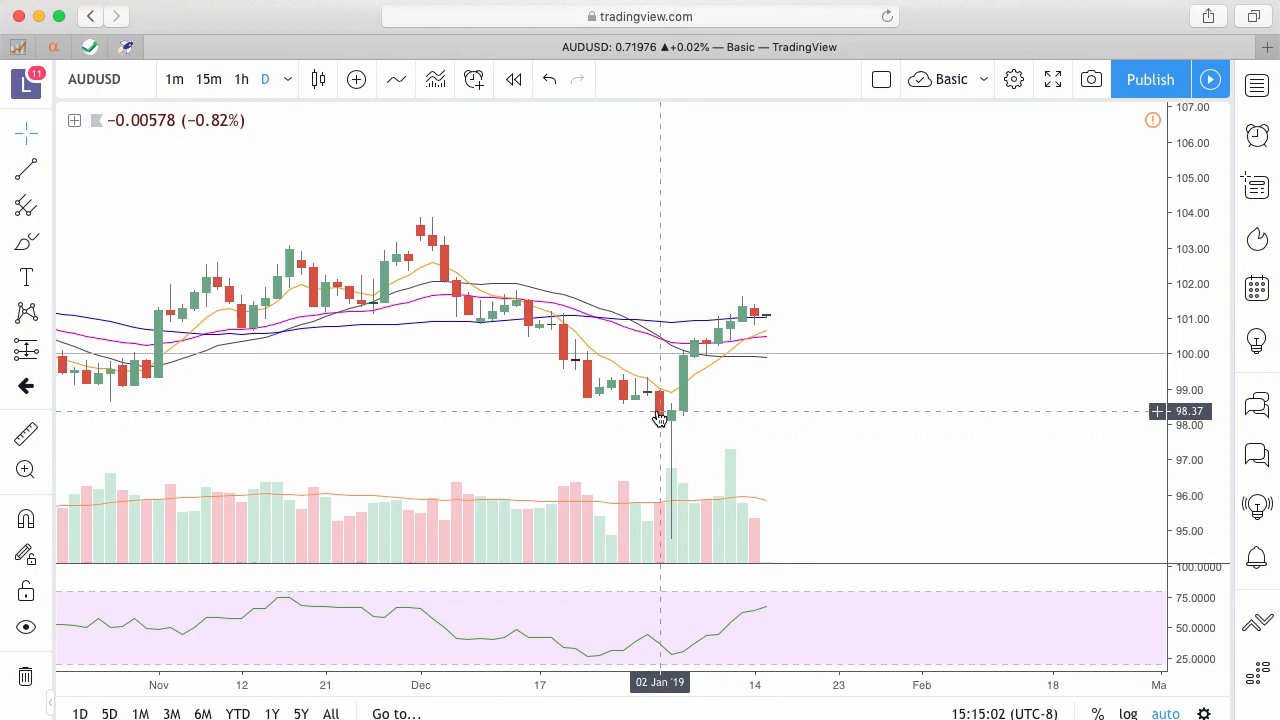 tradingview.com
AUDUSD: 0.71976 ▲+0.02% — Basic — TradingView
L 11
AUDUSD 1m 15m 1h D Basic Publish
−0.00578 (−0.82%)
107.00
106.00
105.00
104.00
103.00
102.00
101.00
100.00
99.00
98.37
98.00
97.00
96.00
95.00
100.0000
75.0000
50.0000
25.0000
Nov 12 21 Dec 17 02 Jan '19 14 23 Feb 18 Ma
1D 5D 1M 3M 6M YTD 1Y 5Y All Go to... 15:15:02 (UTC-8) % log auto
T
α